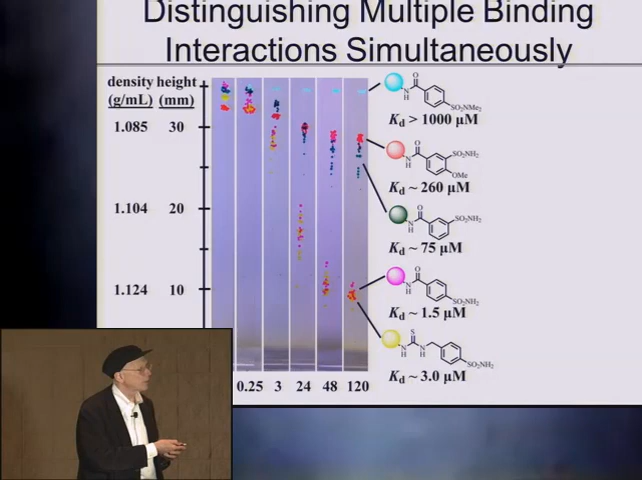 Distinguishing Multiple Binding
Interactions Simultaneously
density height
(g/mL) (mm)
1.085 30
1.104 20
1.124 10
0.25 3 24 48 120
O
N
H
SO₂NMe₂
Kd > 1000 µM
O
N
H
SO₂NH₂
OMe
Kd ~ 260 µM
O
N
H
SO₂NH₂
Kd ~ 75 µM
O
N
H
SO₂NH₂
Kd ~ 1.5 µM
S
N
H
N
H
SO₂NH₂
Kd ~ 3.0 µM